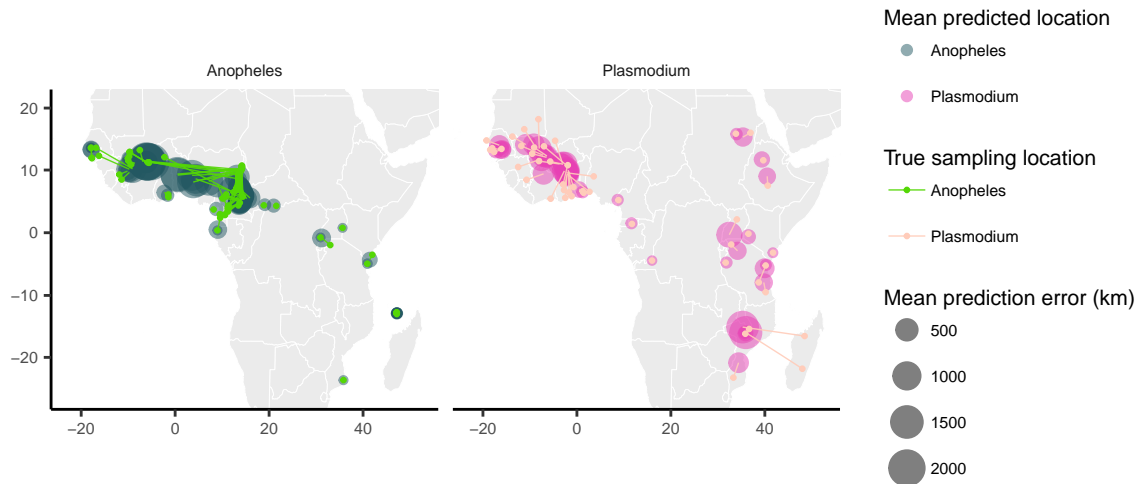 Anopheles
Plasmodium
20
10
0
−10
−20
−20
0
20
40
−20
0
20
40
Mean predicted location
Anopheles
Plasmodium
True sampling location
Anopheles
Plasmodium
Mean prediction error (km)
500
1000
1500
2000